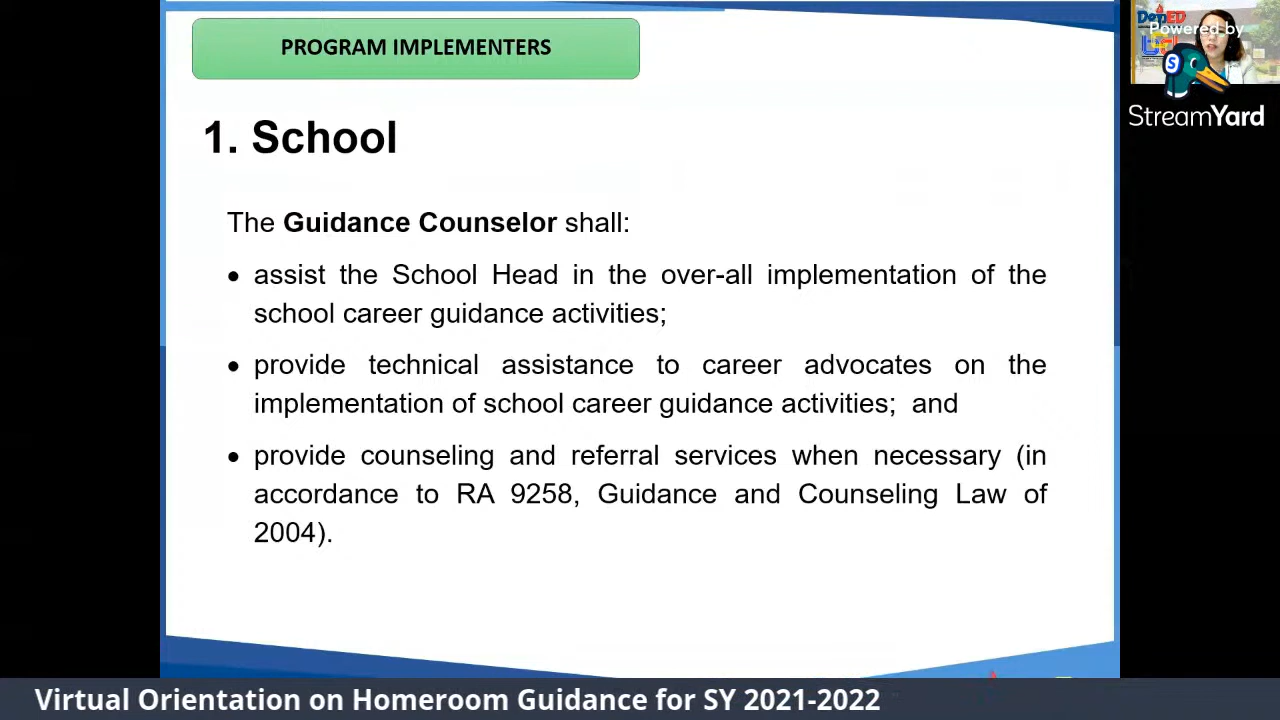 PROGRAM IMPLEMENTERS
DepED
Powered by
S
StreamYard
1. School
The Guidance Counselor shall:
• assist the School Head in the over-all implementation of the
school career guidance activities;
• provide technical assistance to career advocates on the
implementation of school career guidance activities; and
• provide counseling and referral services when necessary (in
accordance to RA 9258, Guidance and Counseling Law of
2004).
Virtual Orientation on Homeroom Guidance for SY 2021-2022